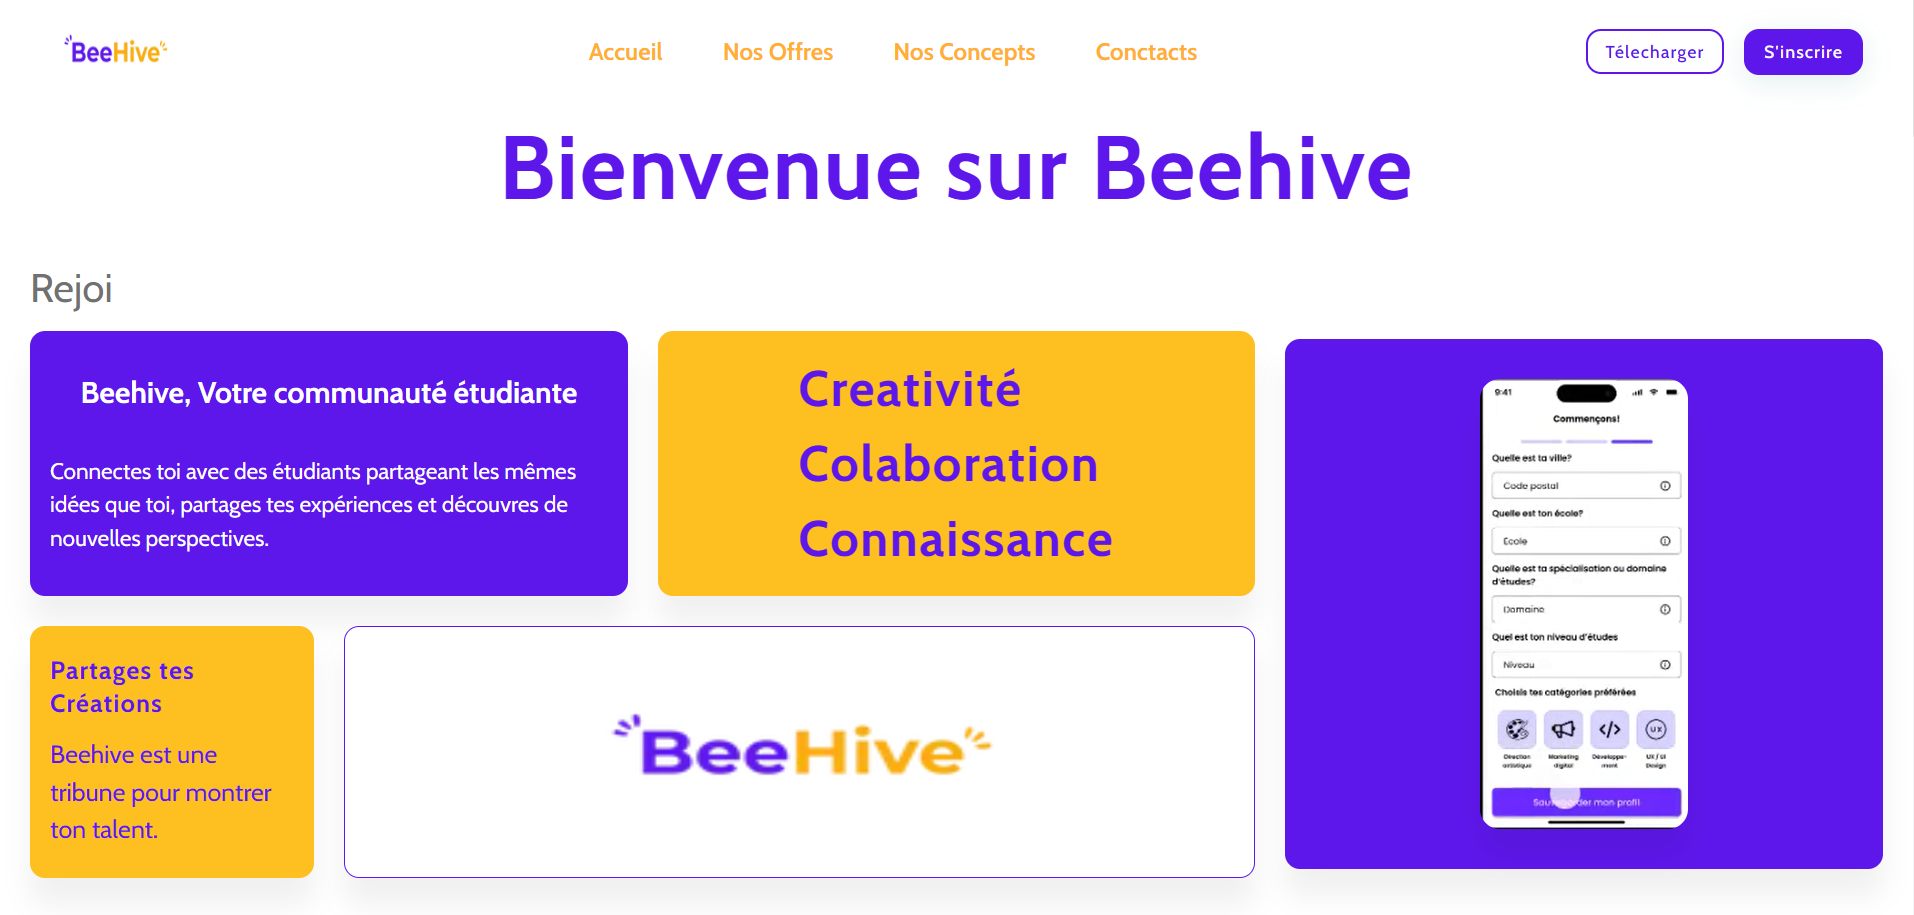 BeeHive
Accueil
Nos Offres
Nos Concepts
Conctacts
Télecharger
S'inscrire
Bienvenue sur Beehive
Rejoi
Beehive, Votre communauté étudiante
Connectes toi avec des étudiants partageant les mêmes
idées que toi, partages tes expériences et découvres de
nouvelles perspectives.
Creativité
Colaboration
Connaissance
Partages tes
Créations
Beehive est une
tribune pour montrer
ton talent.
BeeHive
9:41
Commençons!
Quelle est ta ville?
Code postal
Quelle est ton école?
Ecole
Quelle est ta spécialisation ou domaine
d'études?
Domaine
Quel est ton niveau d'études
Niveau
Choisis tes catégories préférées
Direction
artistique
Marketing
digital
Développe-
ment
UX
UX / UI
Design
Sauvegarder mon profil